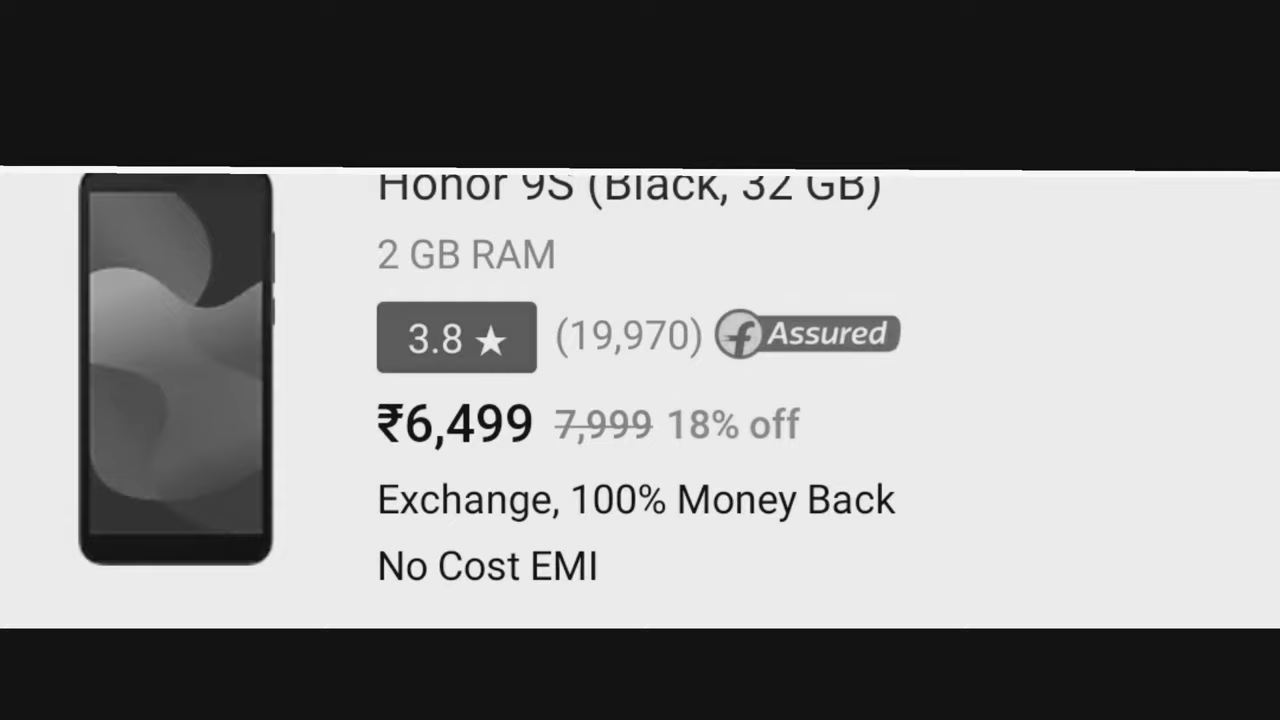 Honor 9S (Black, 32 GB)
2 GB RAM
3.8 ★ (19,970) f Assured
₹6,499 7,999 18% off
Exchange, 100% Money Back
No Cost EMI